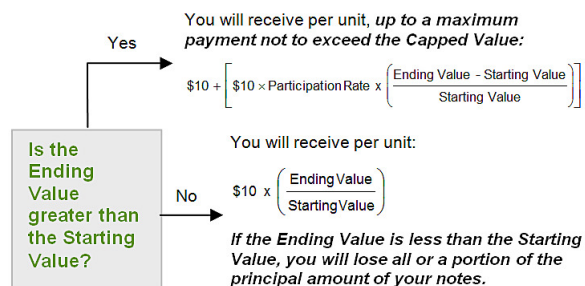 You will receive per unit, up to a maximum
Yes
payment not to exceed the Capped Value:
$10 + [ $10 × Participation Rate x ( Ending Value - Starting Value
Starting Value ) ]
Is the
Ending
Value
greater than
the Starting
Value?
You will receive per unit:
No
$10 x ( Ending Value
Starting Value )
If the Ending Value is less than the Starting
Value, you will lose all or a portion of the
principal amount of your notes.